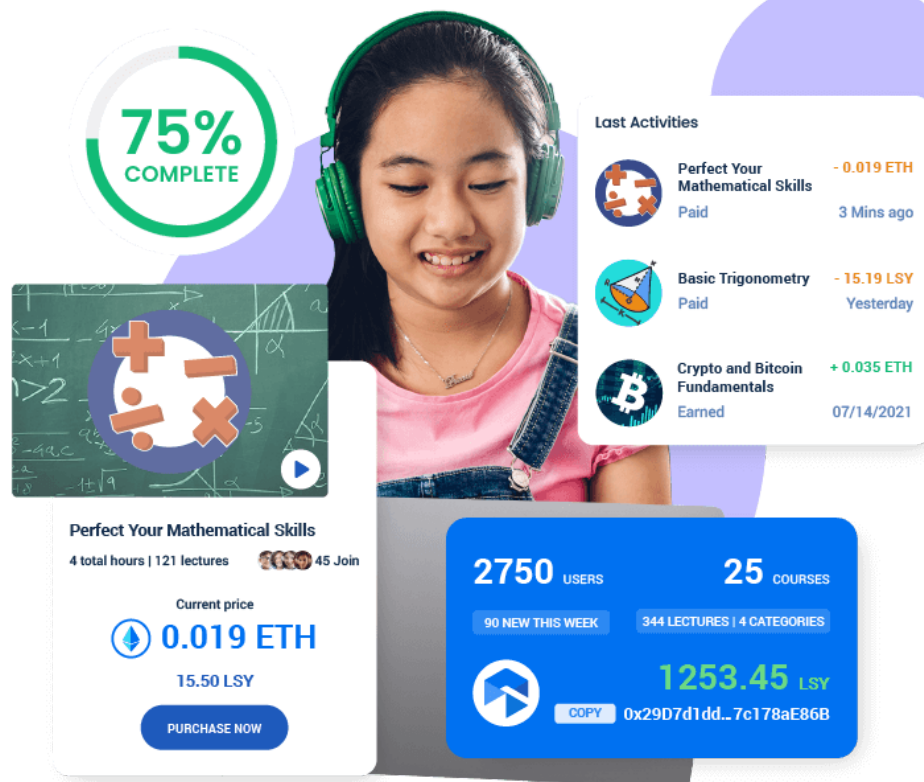 75%
COMPLETE
Last Activities
Perfect Your
Mathematical Skills
- 0.019 ETH
Paid
3 Mins ago
Basic Trigonometry
- 15.19 LSY
Paid
Yesterday
Crypto and Bitcoin
Fundamentals
+ 0.035 ETH
Earned
07/14/2021
Perfect Your Mathematical Skills
4 total hours | 121 lectures
45 Join
Current price
0.019 ETH
15.50 LSY
PURCHASE NOW
2750 USERS
25 COURSES
90 NEW THIS WEEK
344 LECTURES | 4 CATEGORIES
1253.45 LSY
COPY
0x29D7d1dd...7c178aE86B